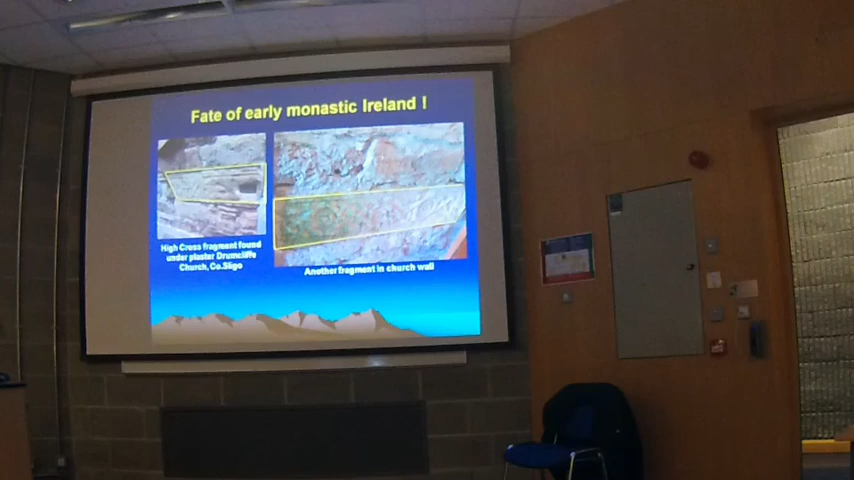 Fate of early monastic Ireland !
High Cross fragment found
under plaster Drumcliffe
Church, Co.Sligo
Another fragment in church wall